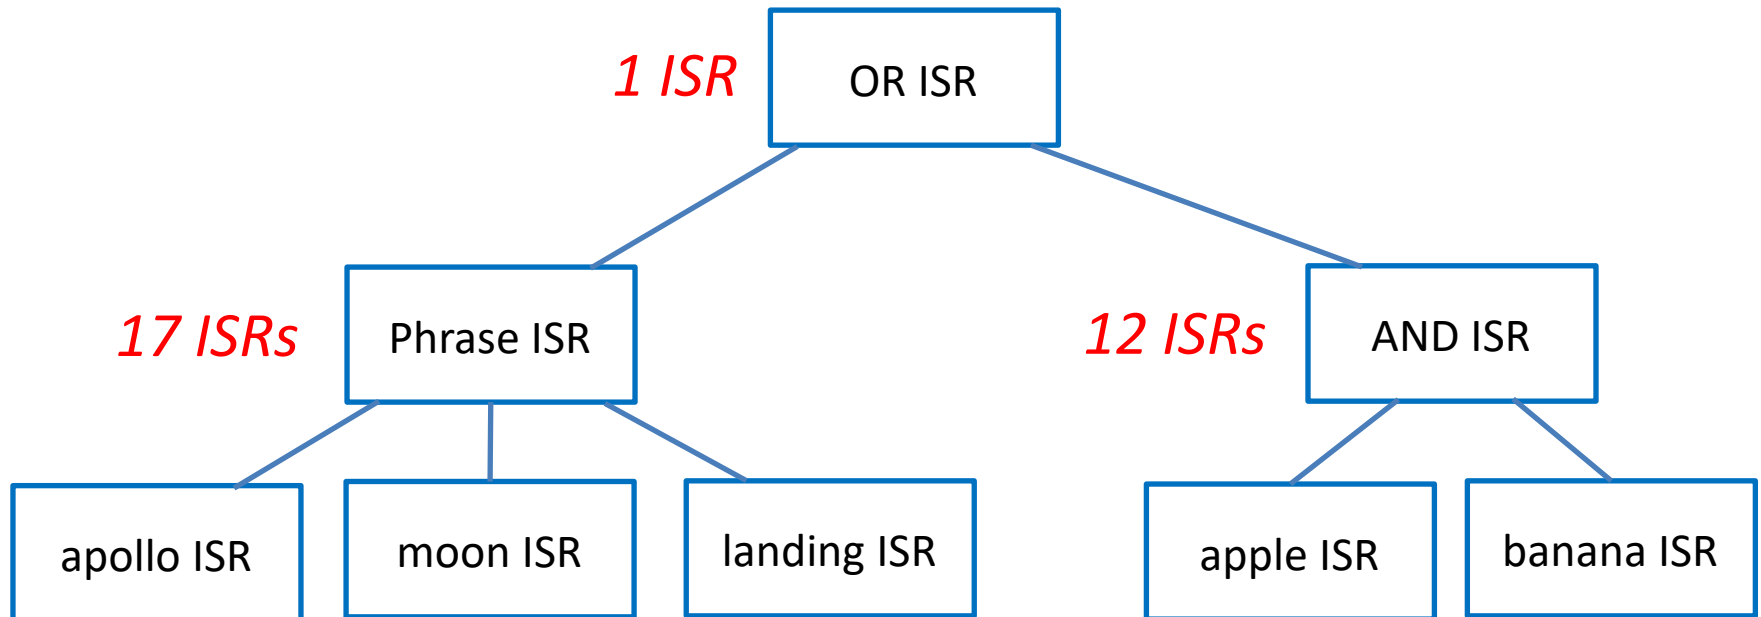 1 ISR
OR ISR
17 ISRs
Phrase ISR
12 ISRs
AND ISR
apollo ISR
moon ISR
landing ISR
apple ISR
banana ISR